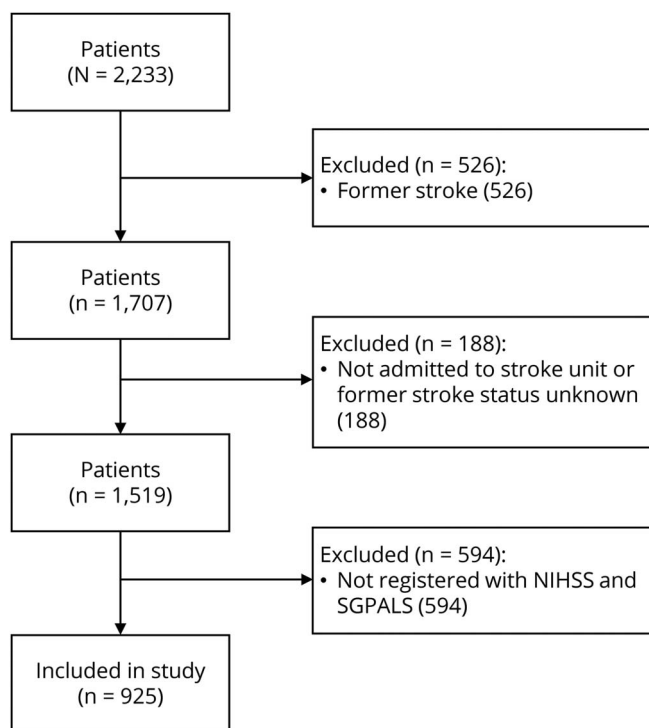 Patients
(N = 2,233)
Excluded (n = 526):
• Former stroke (526)
Patients
(n = 1,707)
Excluded (n = 188):
• Not admitted to stroke unit or
former stroke status unknown
(188)
Patients
(n = 1,519)
Excluded (n = 594):
• Not registered with NIHSS and
SGPALS (594)
Included in study
(n = 925)